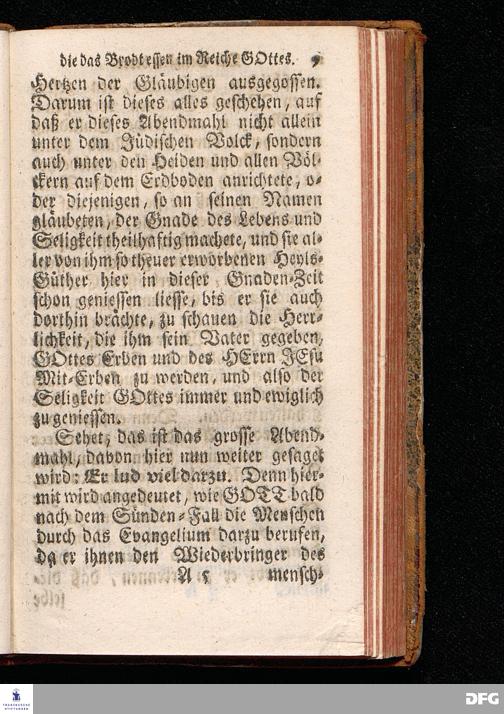 die das Brodt essen im Reiche GOttes. 9
Hertzen der Gläubigen ausgegossen.
Darum ist dieses alles geschehen, auf
daß er dieses Abendmahl nicht allein
unter dem Jüdischen Volck, sondern
auch unter den Heiden und allen Völ-
ckern auf dem Erdboden anrichtete, o-
der diejenigen, so an seinen Namen
gläubeten, der Gnade des Lebens und
Seligkeit theilhaftig machete, und sie al-
ler von ihm so theuer erworbenen Heyls-
Güther hier in dieser Gnaden-Zeit
schon geniessen liesse, bis er sie auch
dorthin brächte, zu schauen die Herr-
lichkeit, die ihm sein Vater gegeben,
GOttes Erben und des HErrn JEsu
Mit-Erben zu werden, und also der
Seligkeit GOttes immer und ewiglich
zu geniessen.
Sehet, das ist das grosse Abend-
mahl, davon hier nun weiter gesaget
wird: Er lud viel darzu. Denn hier-
mit wird angedeutet, wie GOTT bald
nach dem Sünden-Fall die Menschen
durch das Evangelium darzu berufen,
da er ihnen den Wiederbringer des
A 5 mensch-
FRANCKESCHE
STIFTUNGEN
DFG